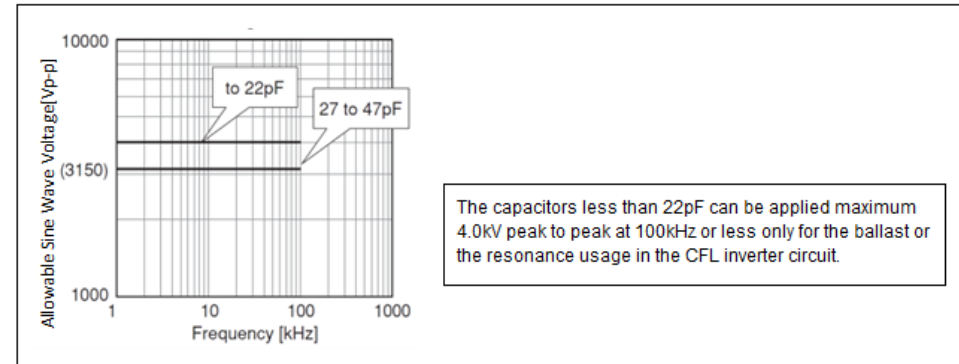 10000
to 22pF
27 to 47pF
(3150)
1000
Allowable Sine Wave Voltage[Vp-p]
1 10 100 1000
Frequency [kHz]
The capacitors less than 22pF can be applied maximum
4.0kV peak to peak at 100kHz or less only for the ballast or
the resonance usage in the CFL inverter circuit.